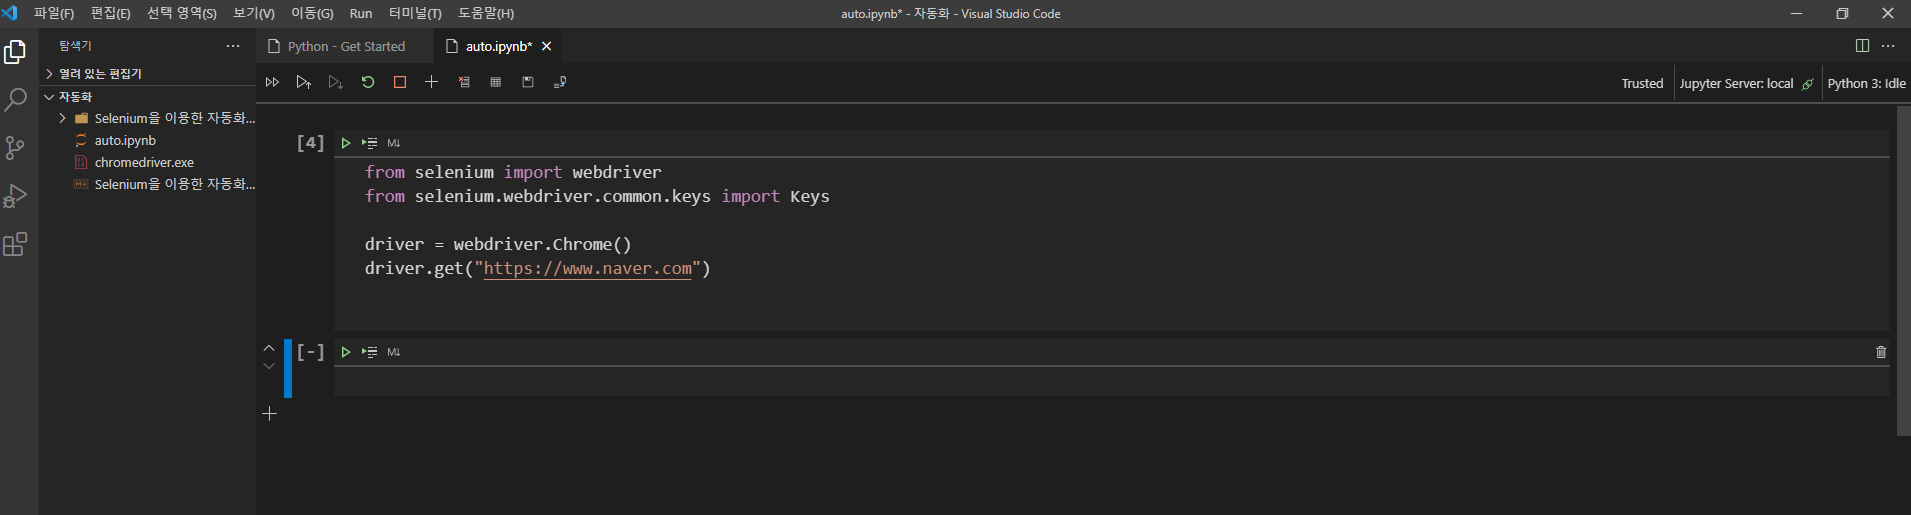 파일(F) 편집(E) 선택 영역(S) 보기(V) 이동(G) Run 터미널(T) 도움말(H) auto.ipynb* - 자동화 - Visual Studio Code
탐색기
Python - Get Started auto.ipynb*
열려 있는 편집기
Trusted Jupyter Server: local Python 3: Idle
자동화
Selenium을 이용한 자동화...
auto.ipynb
chromedriver.exe
Selenium을 이용한 자동화...
[4] M↓
from selenium import webdriver
from selenium.webdriver.common.keys import Keys
driver = webdriver.Chrome()
driver.get("https://www.naver.com")
[-] M↓